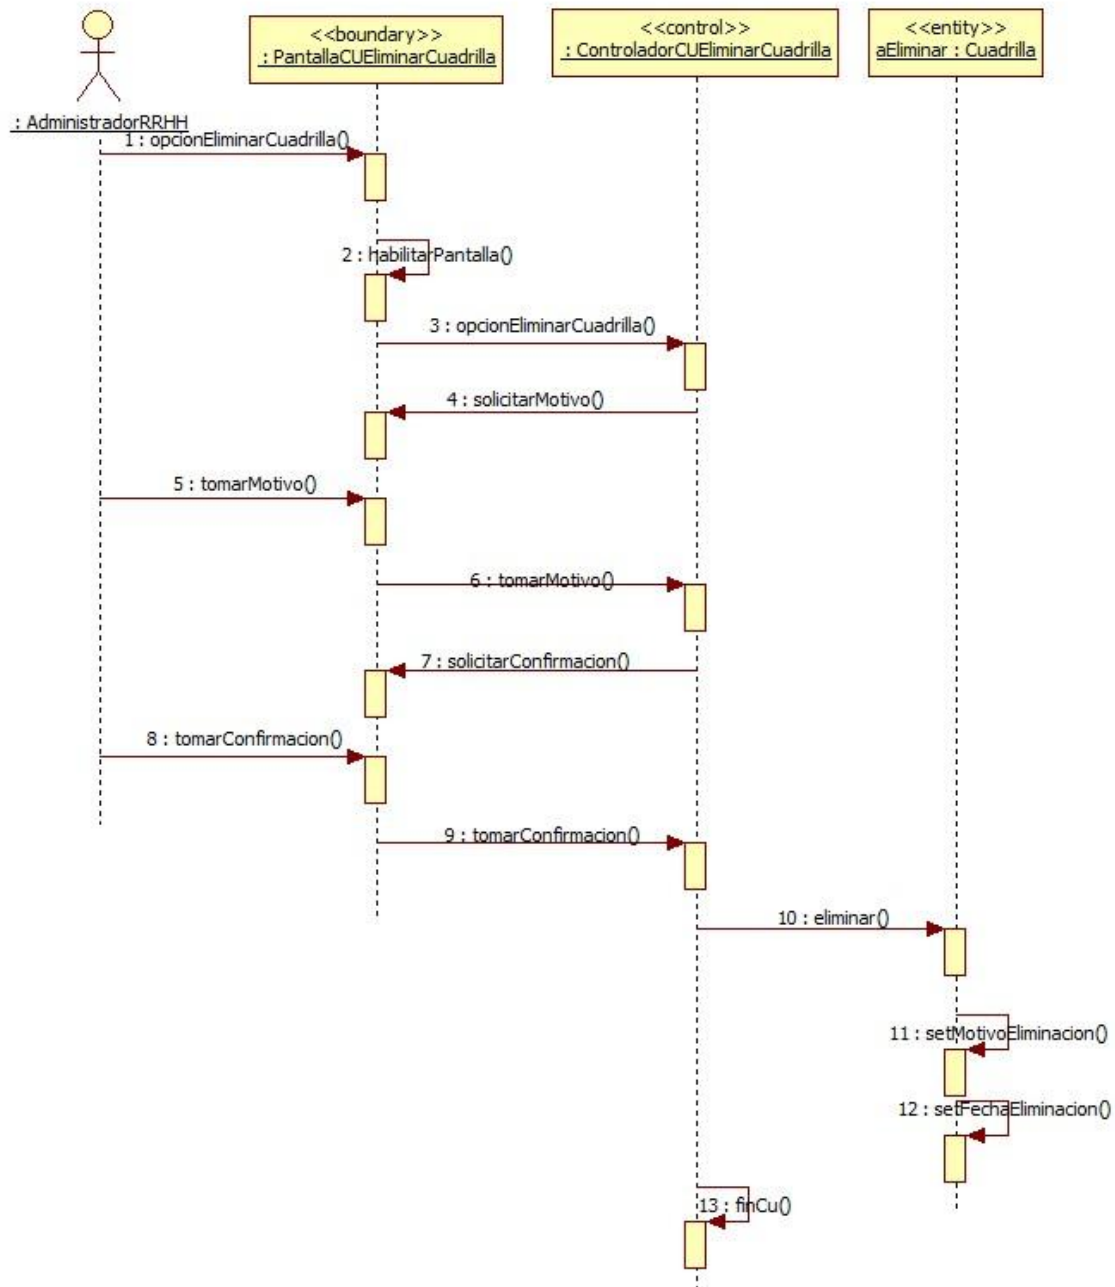 <<boundary>>
: PantallaCUEliminarCuadrilla
<<control>>
: ControladorCUEliminarCuadrilla
<<entity>>
aEliminar : Cuadrilla
: AdministradorRRHH
1 : opcionEliminarCuadrilla()
2 : habilitarPantalla()
3 : opcionEliminarCuadrilla()
4 : solicitarMotivo()
5 : tomarMotivo()
6 : tomarMotivo()
7 : solicitarConfirmacion()
8 : tomarConfirmacion()
9 : tomarConfirmacion()
10 : eliminar()
11 : setMotivoEliminacion()
12 : setFechaEliminacion()
13 : finCu()